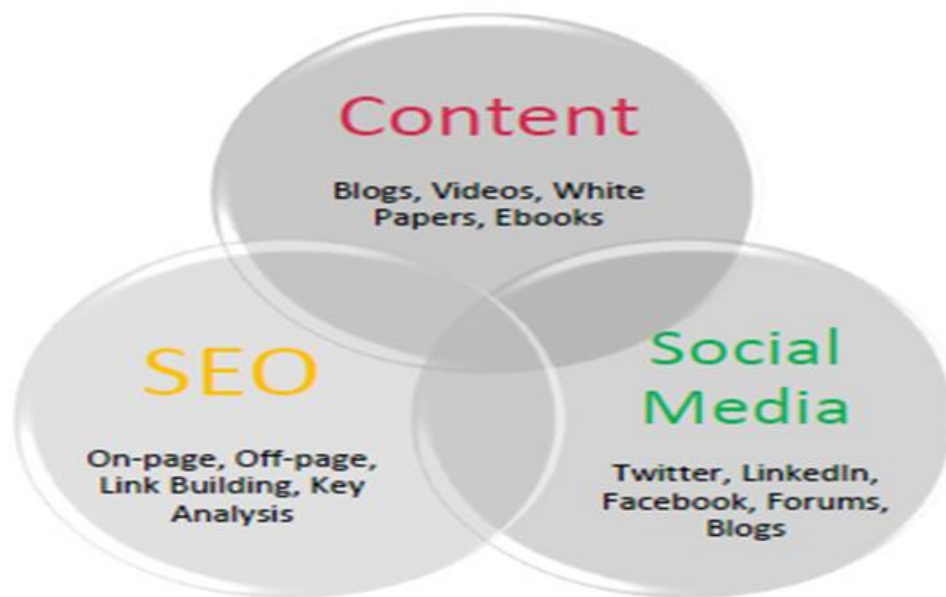 Content
Blogs, Videos, White
Papers, Ebooks
SEO
On-page, Off-page,
Link Building, Key
Analysis
Social
Media
Twitter, LinkedIn,
Facebook, Forums,
Blogs